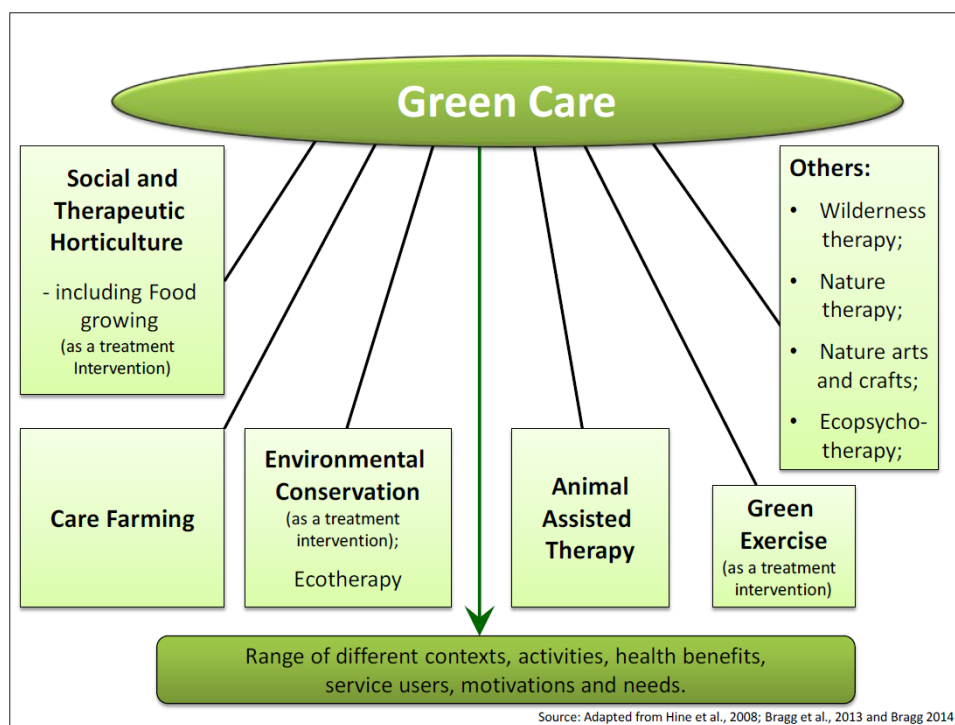 Green Care
Social and
Therapeutic
Horticulture
- including Food
growing
(as a treatment
Intervention)
Care Farming
Environmental
Conservation
(as a treatment
intervention);
Ecotherapy
Animal
Assisted
Therapy
Green
Exercise
(as a treatment
intervention)
Others:
• Wilderness
therapy;
• Nature
therapy;
• Nature arts
and crafts;
• Ecopsycho-
therapy;
Range of different contexts, activities, health benefits,
service users, motivations and needs.
Source: Adapted from Hine et al., 2008; Bragg et al., 2013 and Bragg 2014